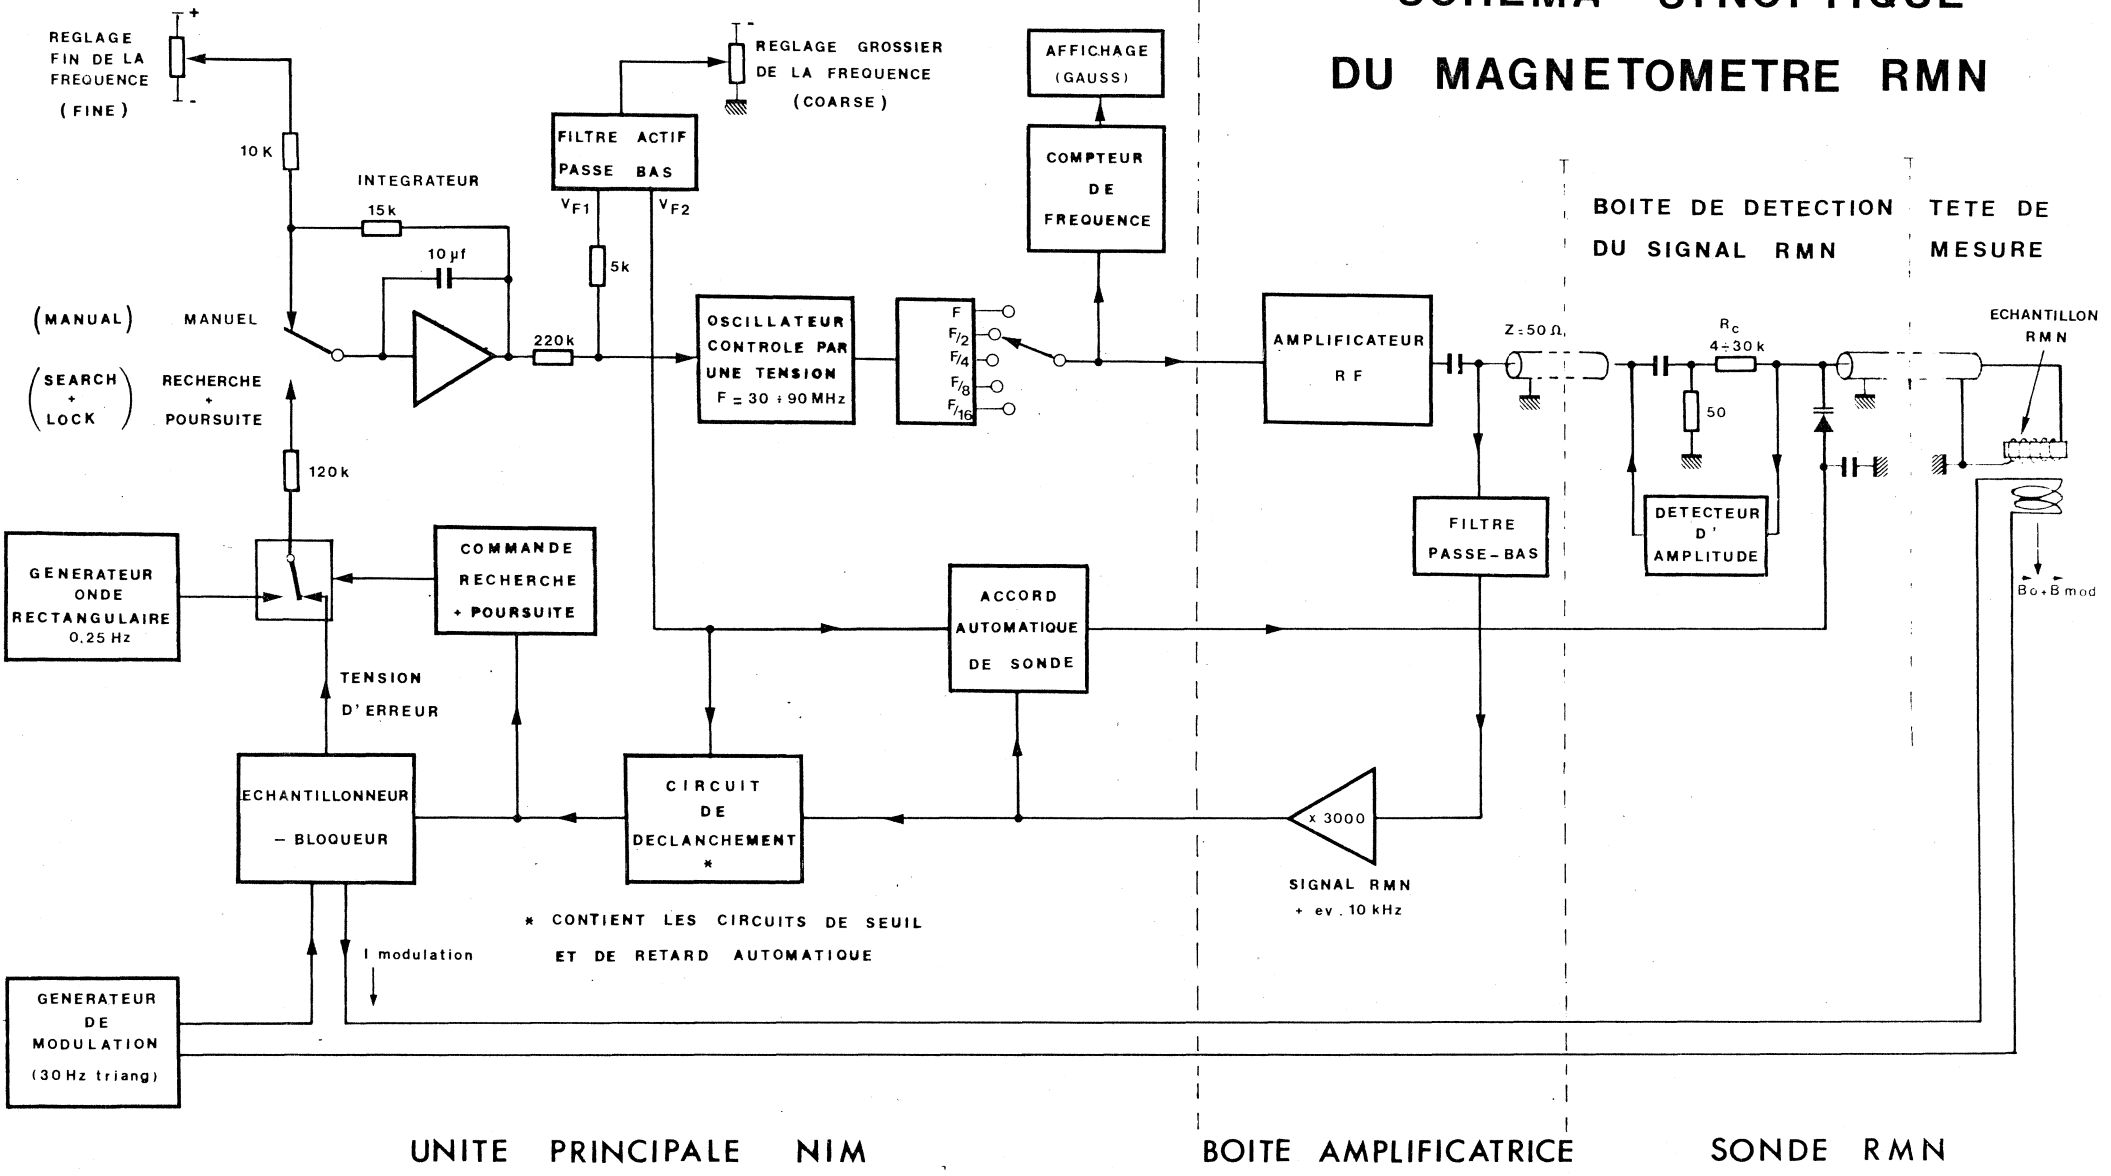 SCHEMA SYNOPTIQUE
DU MAGNETOMETRE RMN
REGLAGE
FIN DE LA
FREQUENCE
(FINE)
+
-
10K
INTEGRATEUR
15k
10 µf
-
REGLAGE GROSSIER
DE LA FREQUENCE
(COARSE)
FILTRE ACTIF
PASSE BAS
VF1
VF2
5k
220k
AFFICHAGE
(GAUSS)
COMPTEUR
DE
FREQUENCE
(MANUAL)
MANUEL
(SEARCH
+
LOCK)
RECHERCHE
+
POURSUITE
120k
OSCILLATEUR
CONTROLE PAR
UNE TENSION
F = 30 ÷ 90 MHz
F
F/2
F/4
F/8
F/16
AMPLIFICATEUR
RF
Z=50 Ω
BOITE DE DETECTION
DU SIGNAL RMN
TETE DE
MESURE
Rc
4÷30k
50
ECHANTILLON
RMN
DETECTEUR
D'
AMPLITUDE
Bo+Bmod
FILTRE
PASSE-BAS
GENERATEUR
ONDE
RECTANGULAIRE
0,25 Hz
COMMANDE
RECHERCHE
+ POURSUITE
ACCORD
AUTOMATIQUE
DE SONDE
TENSION
D'ERREUR
ECHANTILLONNEUR
- BLOQUEUR
CIRCUIT
DE
DECLANCHEMENT
*
x 3000
SIGNAL RMN
+ ev. 10 kHz
* CONTIENT LES CIRCUITS DE SEUIL
ET DE RETARD AUTOMATIQUE
I modulation
GENERATEUR
DE
MODULATION
(30Hz triang)
UNITE PRINCIPALE NIM
BOITE AMPLIFICATRICE
SONDE RMN